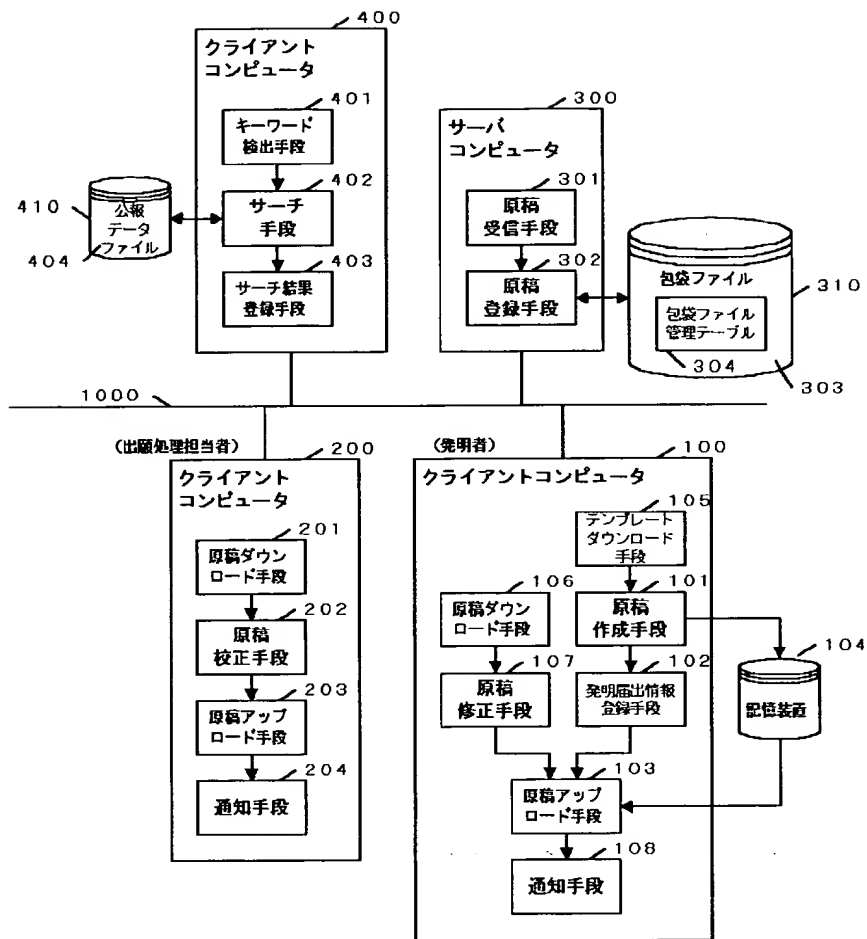 400
クライアント
コンピュータ
401
キーワード
検出手段
402
サーチ
手段
403
サーチ結果
登録手段
410
公報
データ
ファイル
404
300
サーバ
コンピュータ
301
原稿
受信手段
302
原稿
登録手段
包袋ファイル
包袋ファイル
管理テーブル
304
310
303
1000
(出願処理担当者)
200
クライアント
コンピュータ
201
原稿ダウン
ロード手段
202
原稿
校正手段
203
原稿アップ
ロード手段
204
通知手段
(発明者)
100
クライアントコンピュータ
105
テンプレート
ダウンロード
手段
106
原稿ダウン
ロード手段
101
原稿
作成手段
107
原稿
修正手段
102
発明届出情報
登録手段
104
記憶装置
103
原稿アップ
ロード手段
108
通知手段